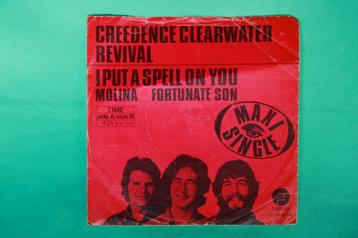 CREEDENCE CLEARWATER
REVIVAL
I PUT A SPELL ON YOU
MOLINA FORTUNATE SON
TIME
side A side B
MAXI
SINGLE